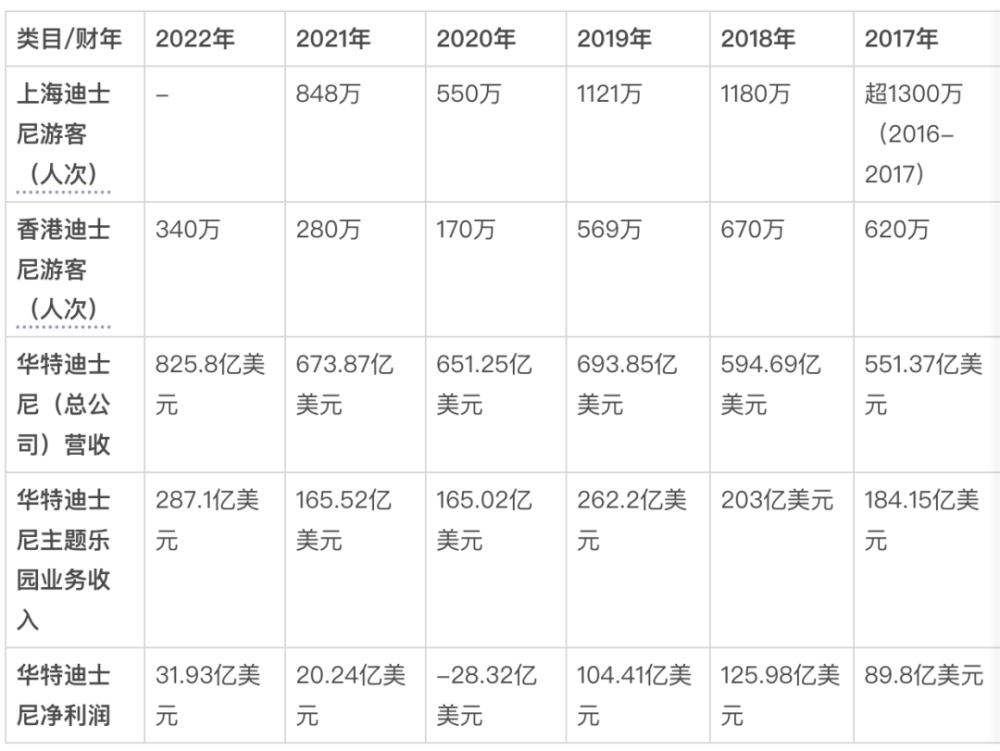 类目/财年 2022年 2021年 2020年 2019年 2018年 2017年
上海迪士 – 848万 550万 1121万 1180万 超1300万
尼游客 （2016–
（人次） 2017）
香港迪士 340万 280万 170万 569万 670万 620万
尼游客
（人次）
华特迪士 825.8亿美 673.87亿 651.25亿 693.85亿 594.69亿 551.37亿美
尼（总公 元 美元 美元 美元 美元 元
司）营收
华特迪士 287.1亿美 165.52亿 165.02亿 262.2亿美 203亿美元 184.15亿美
尼主题乐 元 美元 美元 元 元
园业务收
入
华特迪士 31.93亿美 20.24亿美 –28.32亿 104.41亿美 125.98亿美 89.8亿美元
尼净利润 元 元 美元 元 元